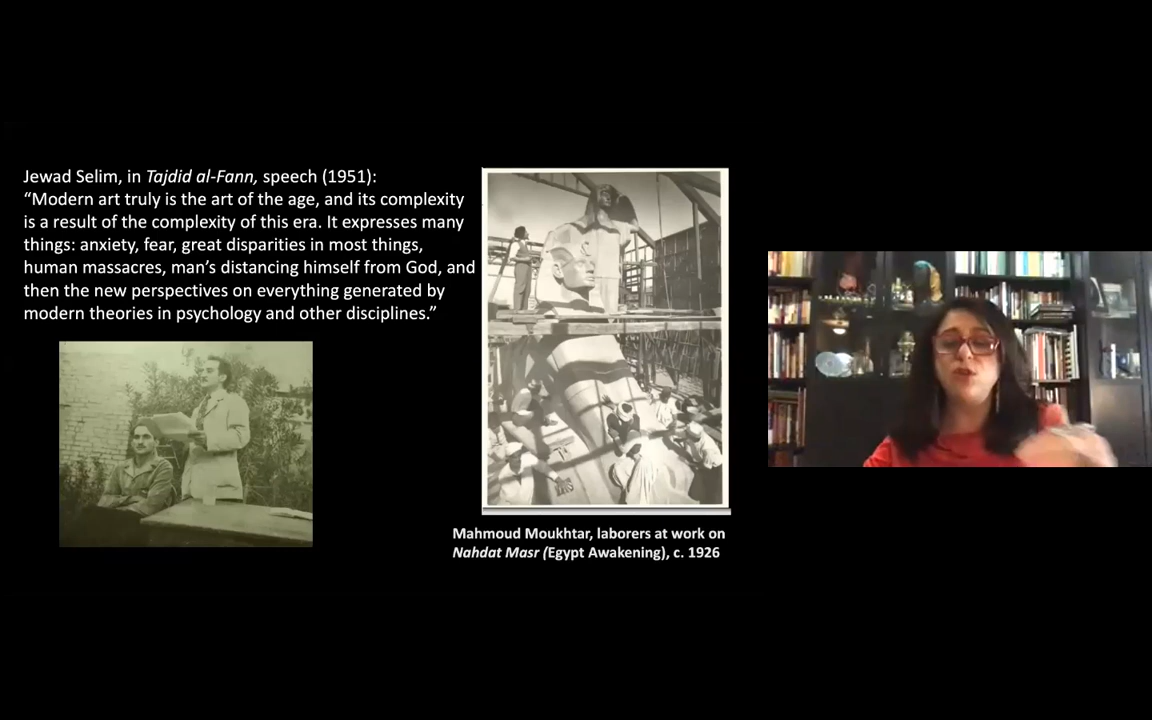 Jewad Selim, in Tajdid al-Fann, speech (1951):
“Modern art truly is the art of the age, and its complexity
is a result of the complexity of this era. It expresses many
things: anxiety, fear, great disparities in most things,
human massacres, man’s distancing himself from God, and
then the new perspectives on everything generated by
modern theories in psychology and other disciplines.”
Mahmoud Moukhtar, laborers at work on
Nahdat Masr (Egypt Awakening), c. 1926